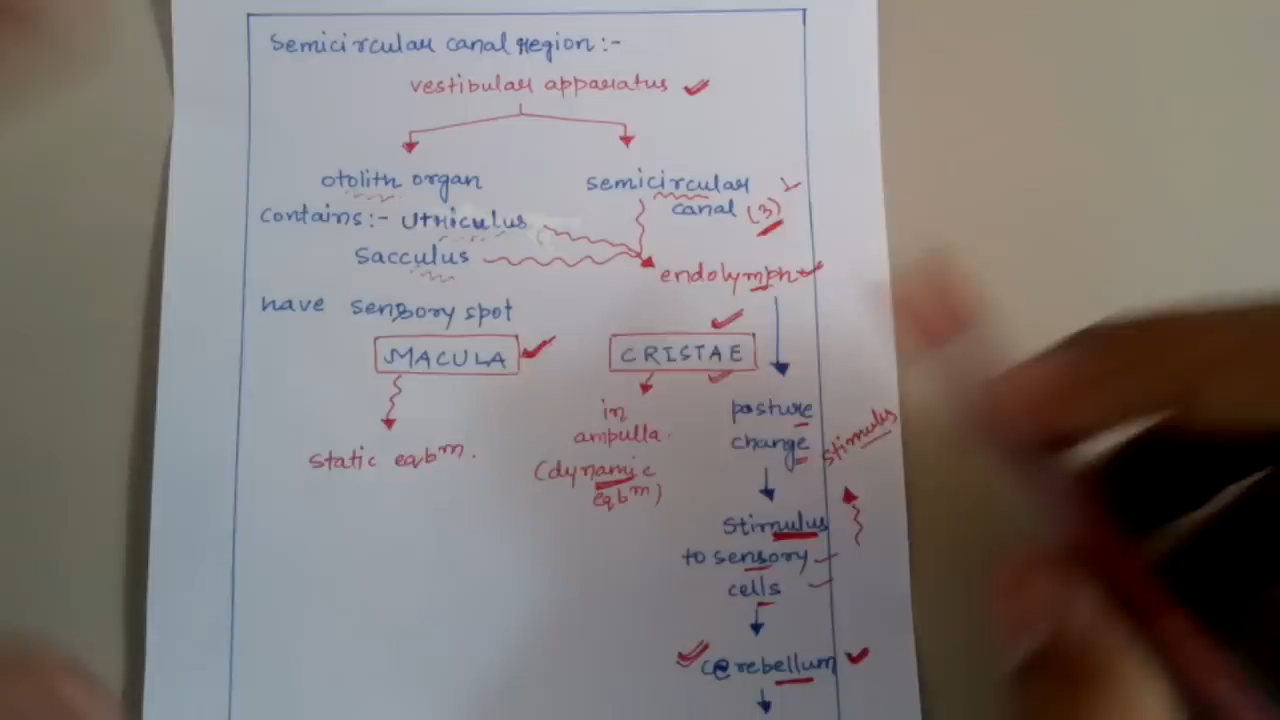 Semicircular canal region :-
vestibular apparatus
otolith organ
semicircular
canal (3)
contains:- Utriculus
Sacculus
endolymph
have sensory spot
MACULA
CRISTAE
static eqbm.
in
ampulla.
(dynamic
eqbm)
posture
change
stimulus
Stimulus
to sensory
cells
cerebellum